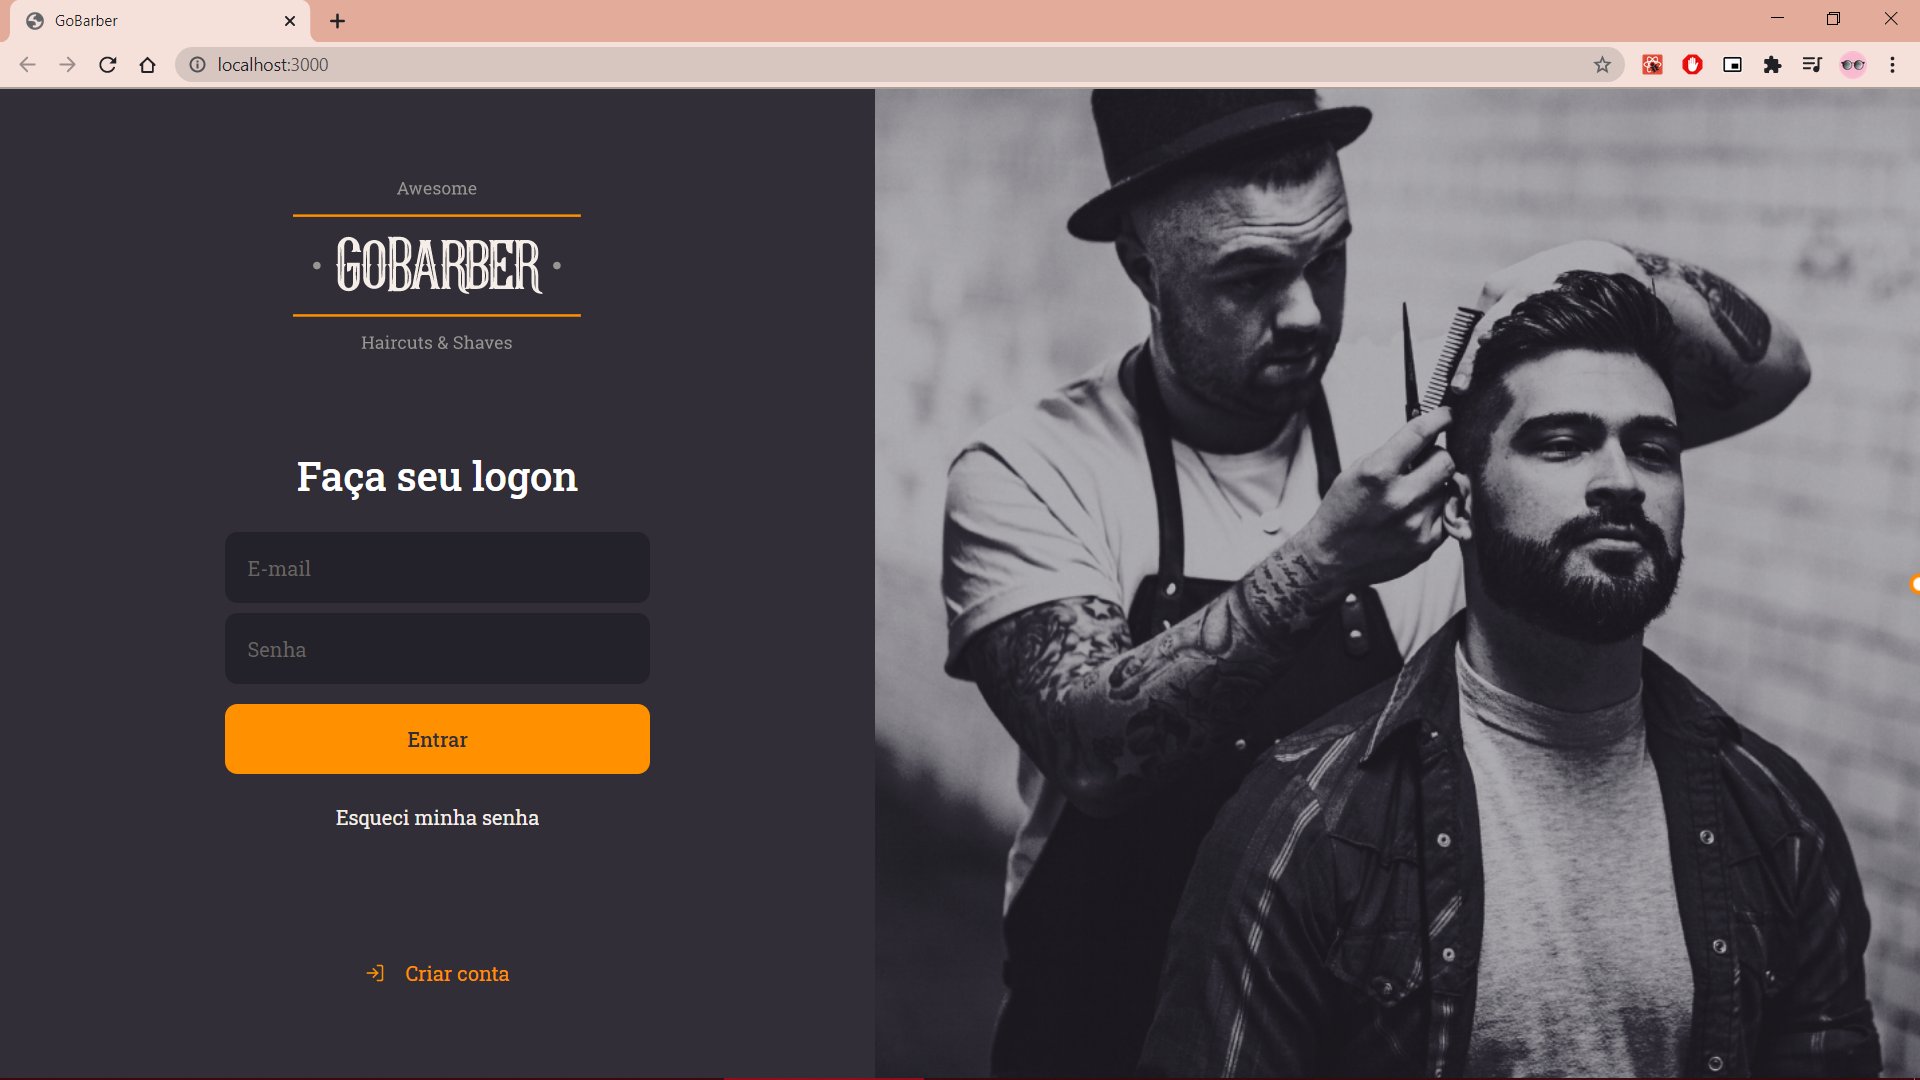 GoBarber
localhost:3000
Awesome
GOBARBER
Haircuts & Shaves
Faça seu logon
E-mail
Senha
Entrar
Esqueci minha senha
Criar conta